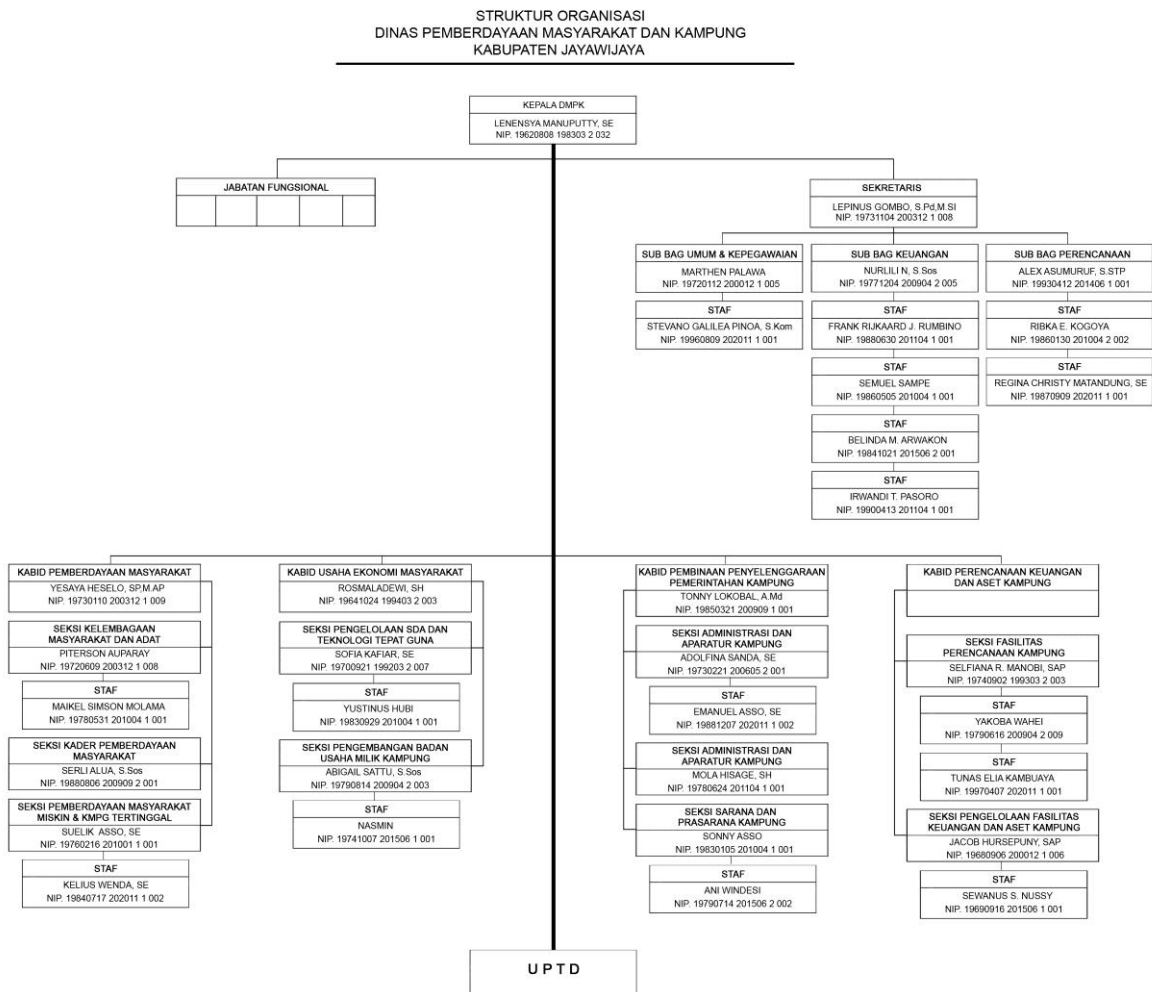 STRUKTUR ORGANISASI
DINAS PEMBERDAYAAN MASYARAKAT DAN KAMPUNG
KABUPATEN JAYAWIJAYA
KEPALA DMPK
LENENSYA MANUPUTTY, SE
NIP. 19620808 198303 2 032
JABATAN FUNGSIONAL
SEKRETARIS
LEPINUS GOMBO, S.Pd,M.SI
NIP. 19731104 200312 1 008
SUB BAG UMUM & KEPEGAWAIAN
MARTHEN PALAWA
NIP. 19720112 200012 1 005
STAF
STEVANO GALILEA PINOA, S.Kom
NIP. 19960809 202011 1 001
SUB BAG KEUANGAN
NURLILI N, S.Sos
NIP. 19771204 200904 2 005
STAF
FRANK RIJKAARD J. RUMBINO
NIP. 19880630 201104 1 001
STAF
SEMUEL SAMPE
NIP. 19860505 201004 1 001
STAF
BELINDA M. ARWAKON
NIP. 19841021 201506 2 001
STAF
IRWANDI T. PASORO
NIP. 19900413 201104 1 001
SUB BAG PERENCANAAN
ALEX ASUMURUF, S.STP
NIP. 19930412 201406 1 001
STAF
RIBKA E. KOGOYA
NIP. 19860130 201004 2 002
STAF
REGINA CHRISTY MATANDUNG, SE
NIP. 19870909 202011 1 001
KABID PEMBERDAYAAN MASYARAKAT
YESAYA HESELO, SP,M.AP
NIP. 19730110 200312 1 009
SEKSI KELEMBAGAAN
MASYARAKAT DAN ADAT
PITERSON AUPARAY
NIP. 19720609 200312 1 008
STAF
MAIKEL SIMSON MOLAMA
NIP. 19780531 201004 1 001
SEKSI KADER PEMBERDAYAAN
MASYARAKAT
SERLI ALUA, S.Sos
NIP. 19880806 200909 2 001
SEKSI PEMBERDAYAAN MASYARAKAT
MISKIN & KMPG TERTINGGAL
SUELIK ASSO, SE
NIP. 19760216 201001 1 001
STAF
KELIUS WENDA, SE
NIP. 19840717 202011 1 002
KABID USAHA EKONOMI MASYARAKAT
ROSMALADEWI, SH
NIP. 19641024 199403 2 003
SEKSI PENGELOLAAN SDA DAN
TEKNOLOGI TEPAT GUNA
SOFIA KAFIAR, SE
NIP. 19700921 199203 2 007
STAF
YUSTINUS HUBI
NIP. 19830929 201004 1 001
SEKSI PENGEMBANGAN BADAN
USAHA MILIK KAMPUNG
ABIGAIL SATTU, S.Sos
NIP. 19790814 200904 2 003
STAF
NASMIN
NIP. 19741007 201506 1 001
KABID PEMBINAAN PENYELENGGARAAN
PEMERINTAHAN KAMPUNG
TONNY LOKOBAL, A.Md
NIP. 19850321 200909 1 001
SEKSI ADMINISTRASI DAN
APARATUR KAMPUNG
ADOLFINA SANDA, SE
NIP. 19730221 200605 2 001
STAF
EMANUEL ASSO, SE
NIP. 19881207 202011 1 002
SEKSI ADMINISTRASI DAN
APARATUR KAMPUNG
MOLA HISAGE, SH
NIP. 19780624 201104 1 001
SEKSI SARANA DAN
PRASARANA KAMPUNG
SONNY ASSO
NIP. 19830105 201004 1 001
STAF
ANI WINDESI
NIP. 19790714 201506 2 002
KABID PERENCANAAN KEUANGAN
DAN ASET KAMPUNG
SEKSI FASILITAS
PERENCANAAN KAMPUNG
SELFIANA R. MANOBI, SAP
NIP. 19740902 199303 2 003
STAF
YAKOBA WAHEI
NIP. 19790616 200904 2 009
STAF
TUNAS ELIA KAMBUAYA
NIP. 19970407 202011 1 001
SEKSI PENGELOLAAN FASILITAS
KEUANGAN DAN ASET KAMPUNG
JACOB HURSEPUNY, SAP
NIP. 19680906 200012 1 006
STAF
SEWANUS S. NUSSY
NIP. 19690916 201506 1 001
UPTD